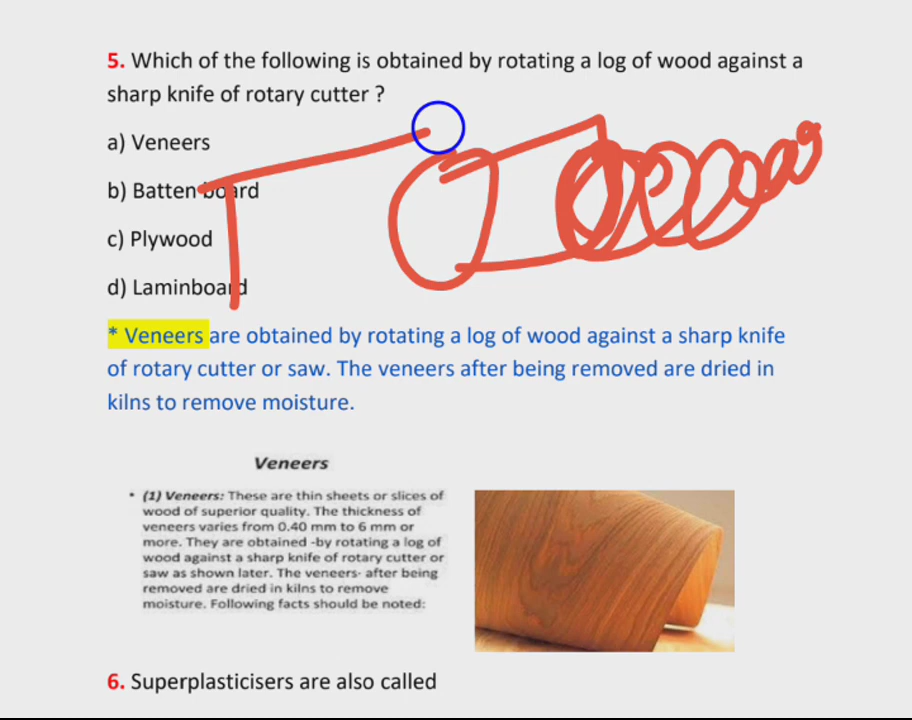 5. Which of the following is obtained by rotating a log of wood against a
sharp knife of rotary cutter ?
a) Veneers
b) Batten board
c) Plywood
d) Laminboard
* Veneers are obtained by rotating a log of wood against a sharp knife
of rotary cutter or saw. The veneers after being removed are dried in
kilns to remove moisture.
Veneers
• (1) Veneers: These are thin sheets or slices of
wood of superior quality. The thickness of
veneers varies from 0.40 mm to 6 mm or
more. They are obtained -by rotating a log of
wood against a sharp knife of rotary cutter or
saw as shown later. The veneers- after being
removed are dried in kilns to remove
moisture. Following facts should be noted:
6. Superplasticisers are also called